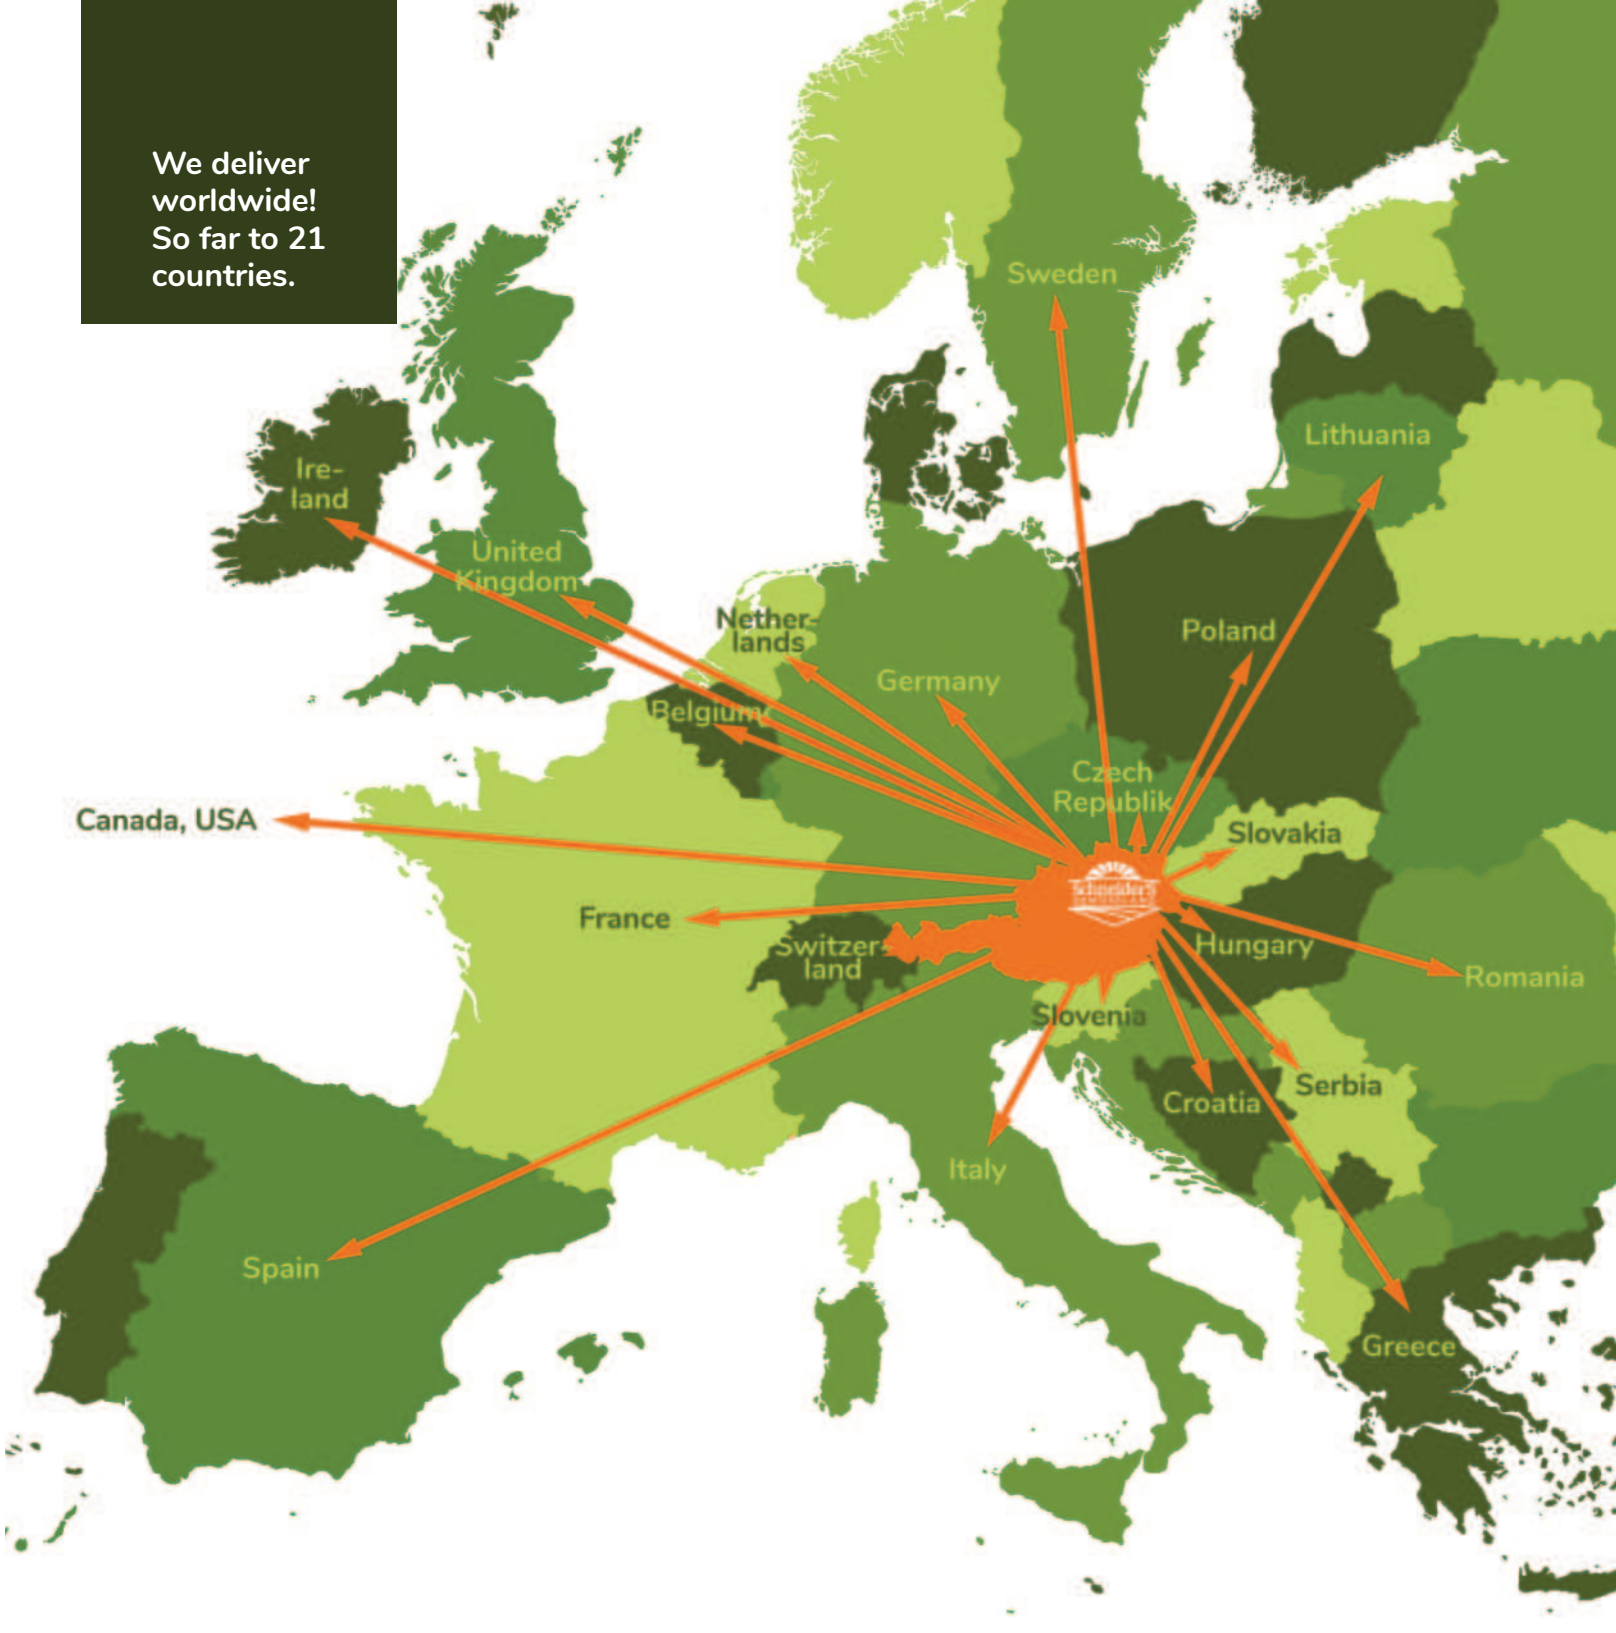 We deliver
worldwide!
So far to 21
countries.
Sweden
Lithuania
Ire-
land
United
Kingdom
Nether-
lands
Poland
Germany
Belgium
Czech
Republik
Canada, USA
Slovakia
Schneider's
France
Switzer-
land
Hungary
Romania
Slovenia
Serbia
Croatia
Italy
Spain
Greece